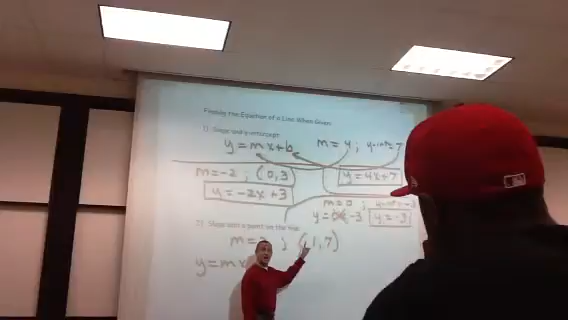 Finding the Equation of a Line When Given
1) Slope and y-intercept
y = mx+b m = 4 ; y-int = 7
m = -2 ; (0,3 y = 4x+7
y = -2x+3 m = 0 ; y-int = -3
y = 0x -3 y = -3
2) Slope and a point on the line
m = ; (-1,7)
y = mx